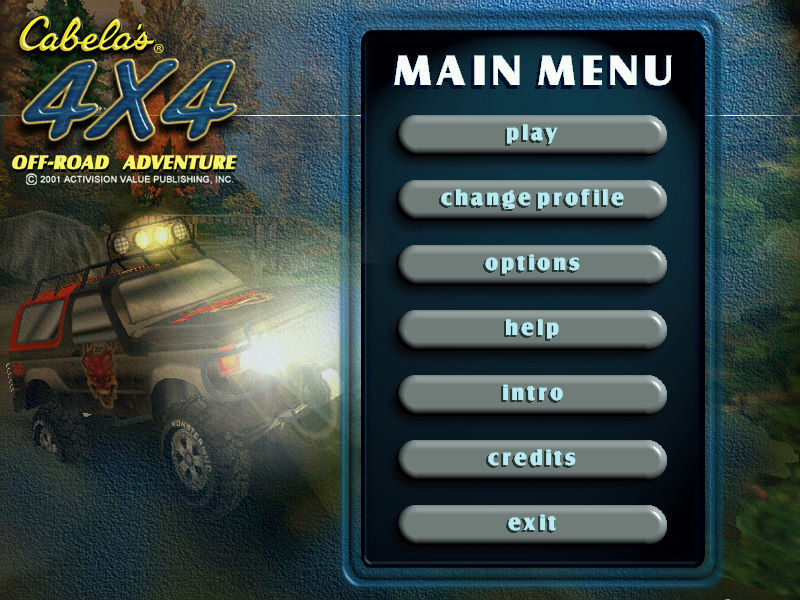 Cabela's®
4X4
OFF-ROAD ADVENTURE
© 2001 ACTIVISION VALUE PUBLISHING, INC.
MAIN MENU
play
change profile
options
help
intro
credits
exit